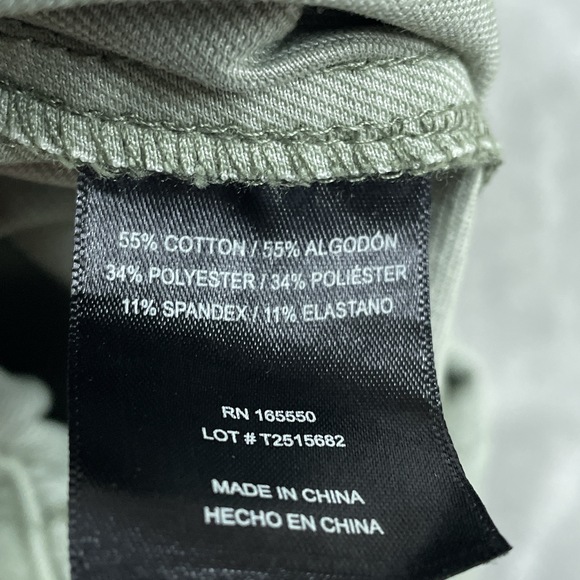 55% COTTON / 55% ALGODÓN
34% POLYESTER / 34% POLIÉSTER
11% SPANDEX / 11% ELASTANO
RN 165550
LOT # T2515682
MADE IN CHINA
HECHO EN CHINA